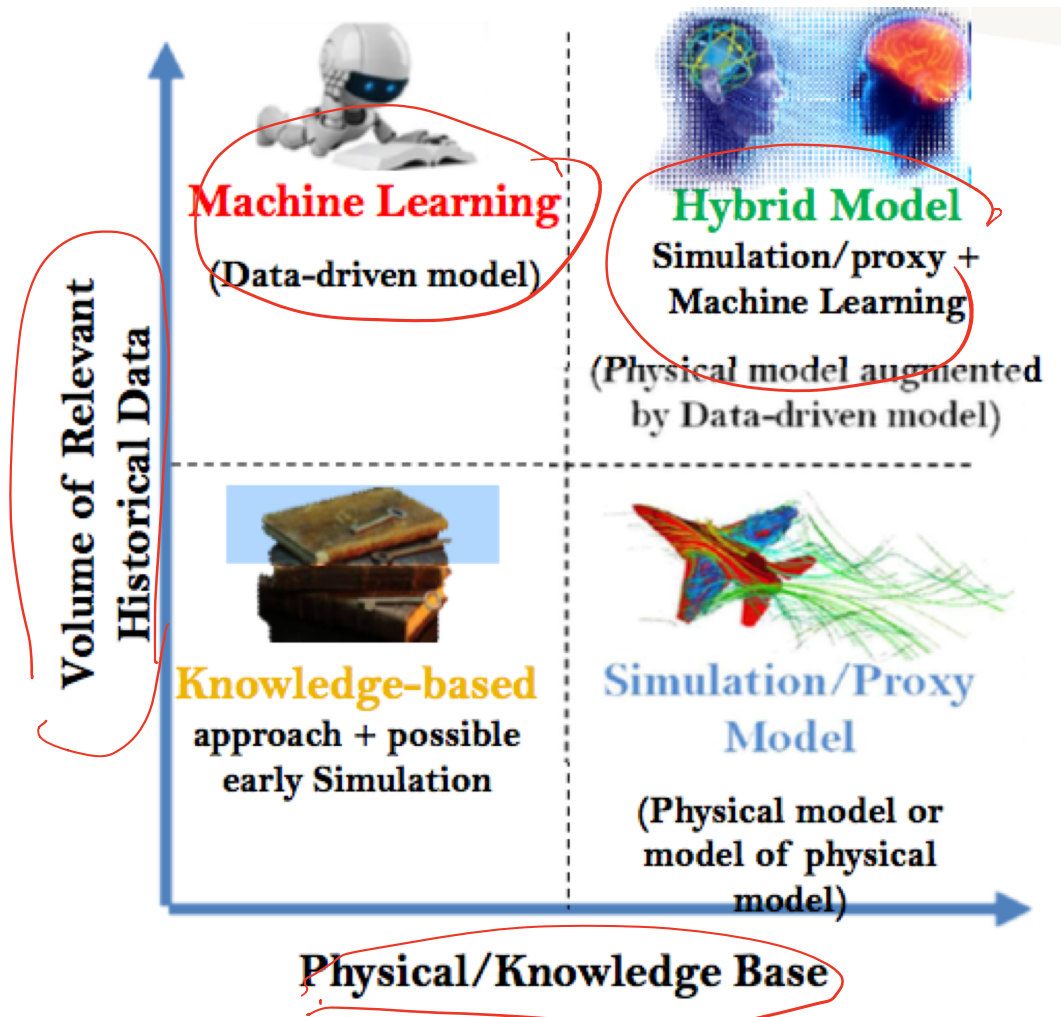 Machine Learning
(Data-driven model)
Hybrid Model
Simulation/proxy +
Machine Learning
(Physical model augmented
by Data-driven model)
Volume of Relevant
Historical Data
Knowledge-based
approach + possible
early Simulation
Simulation/Proxy
Model
(Physical model or
model of physical
model)
Physical/Knowledge Base